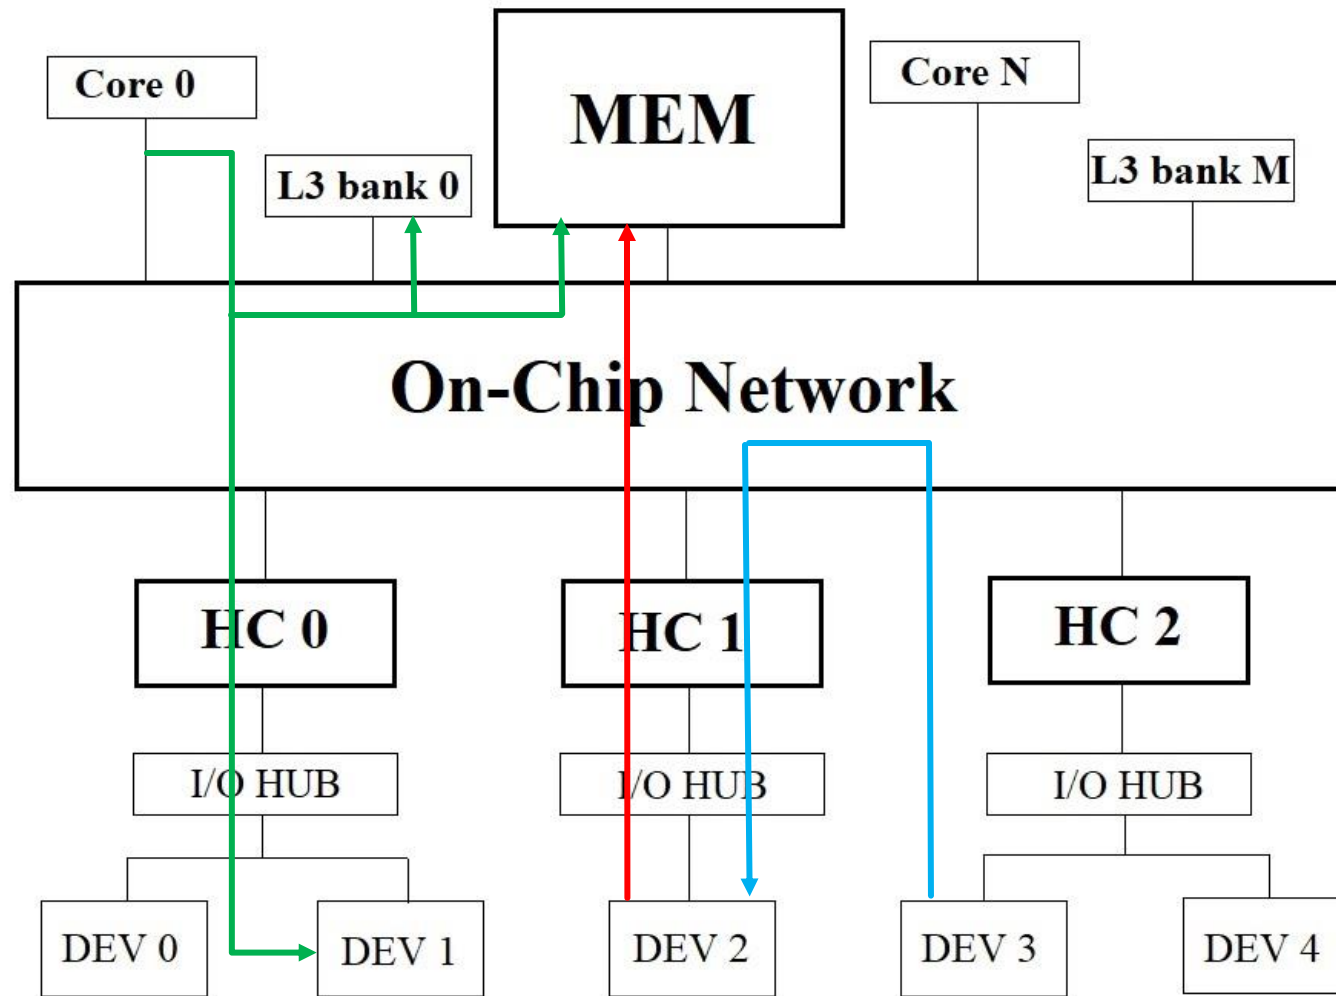 Core 0
MEM
Core N
L3 bank 0
L3 bank M
On-Chip Network
HC 0
HC 1
HC 2
I/O HUB
I/O HUB
I/O HUB
DEV 0
DEV 1
DEV 2
DEV 3
DEV 4